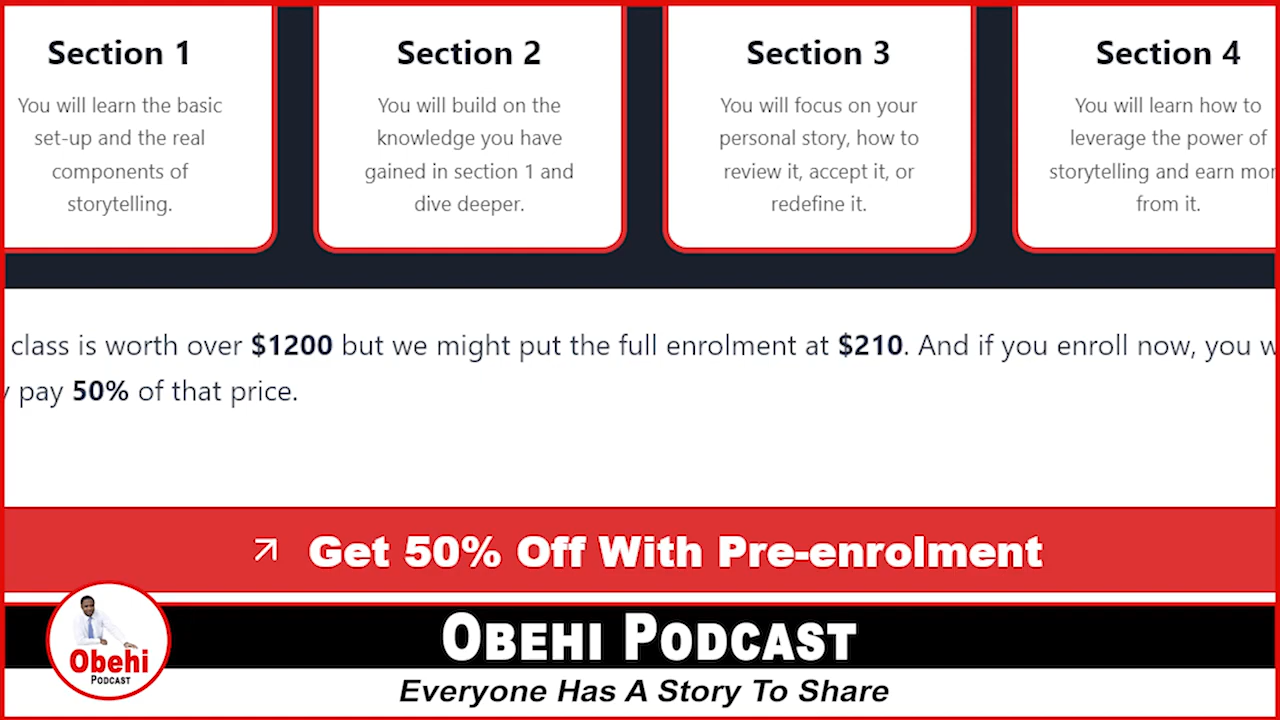 Section 1
You will learn the basic
set-up and the real
components of
storytelling.
Section 2
You will build on the
knowledge you have
gained in section 1 and
dive deeper.
Section 3
You will focus on your
personal story, how to
review it, accept it, or
redefine it.
Section 4
You will learn how to
leverage the power of
storytelling and earn
from it.
class is worth over $1200 but we might put the full enrolment at $210. And if you enroll now, you
pay 50% of that price.
Get 50% Off With Pre-enrolment
Obehi Podcast
Everyone Has A Story To Share
Obehi
Podcast